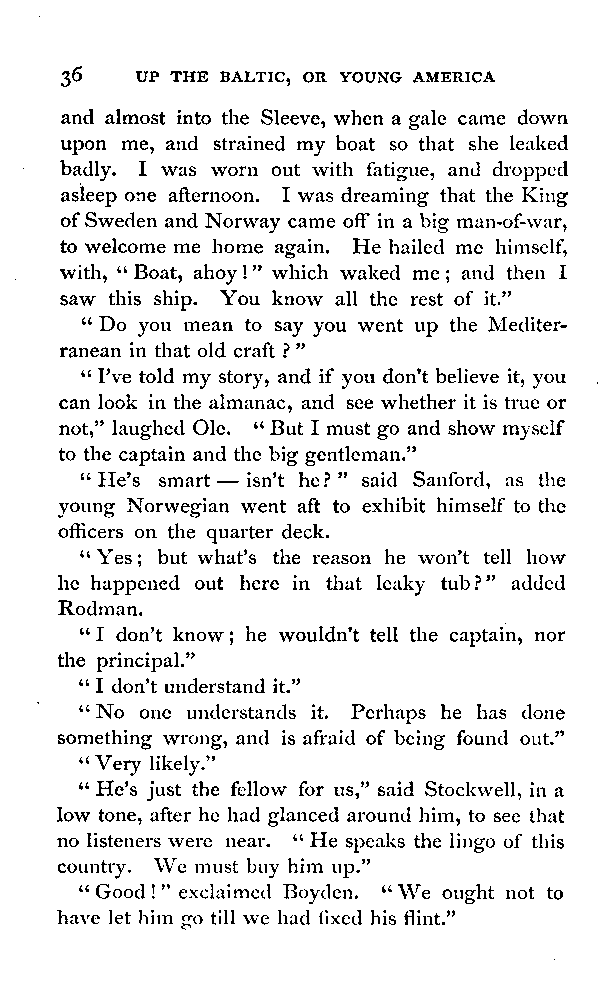 36 UP THE BALTIC, OR YOUNG AMERICA
and almost into the Sleeve, when a gale came down
upon me, and strained my boat so that she leaked
badly. I was worn out with fatigue, and dropped
asleep one afternoon. I was dreaming that the King
of Sweden and Norway came off in a big man-of-war,
to welcome me home again. He hailed me himself,
with, “Boat, ahoy!” which waked me; and then I
saw this ship. You know all the rest of it.”
“Do you mean to say you went up the Mediter-
ranean in that old craft?”
“I’ve told my story, and if you don’t believe it, you
can look in the almanac, and see whether it is true or
not,” laughed Ole. “But I must go and show myself
to the captain and the big gentleman.”
“He’s smart — isn’t he?” said Sanford, as the
young Norwegian went aft to exhibit himself to the
officers on the quarter deck.
“Yes; but what’s the reason he won’t tell how
he happened out here in that leaky tub?” added
Rodman.
“I don’t know; he wouldn’t tell the captain, nor
the principal.”
“I don’t understand it.”
“No one understands it. Perhaps he has done
something wrong, and is afraid of being found out.”
“Very likely.”
“He’s just the fellow for us,” said Stockwell, in a
low tone, after he had glanced around him, to see that
no listeners were near. “He speaks the lingo of this
country. We must buy him up.”
“Good!” exclaimed Boyden. “We ought not to
have let him go till we had fixed his flint.”